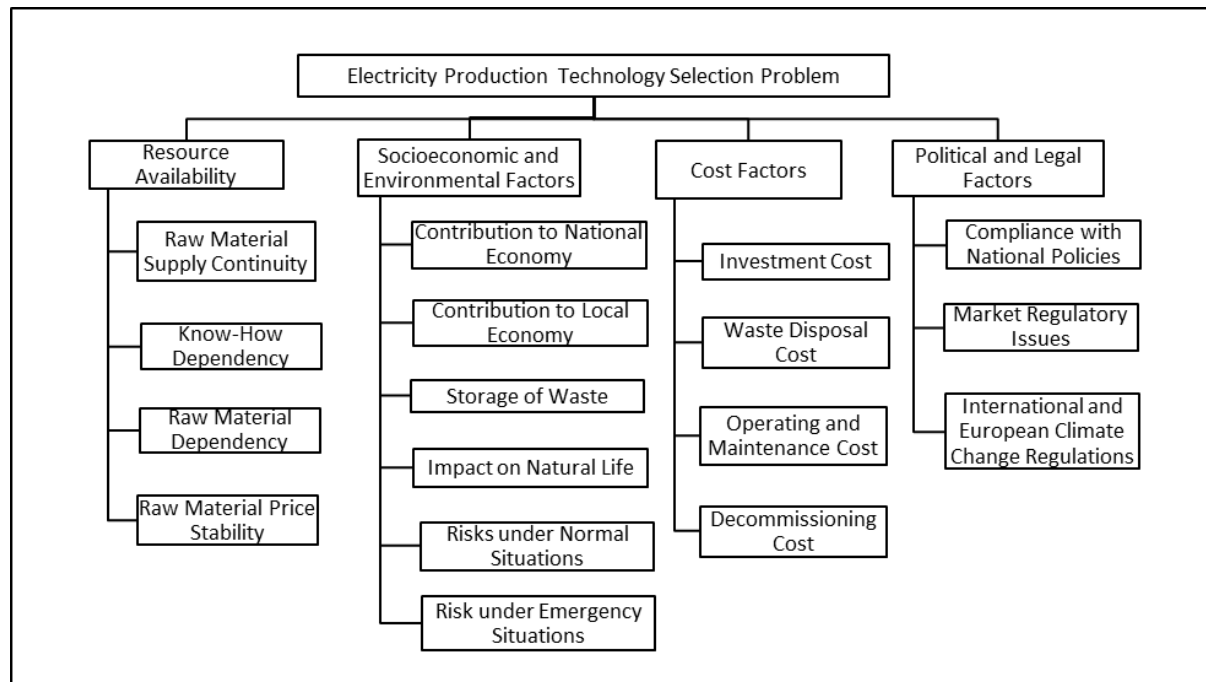 Electricity Production Technology Selection Problem
Resource
Availability
Raw Material
Supply Continuity
Know-How
Dependency
Raw Material
Dependency
Raw Material Price
Stability
Socioeconomic and
Environmental Factors
Contribution to National
Economy
Contribution to Local
Economy
Storage of Waste
Impact on Natural Life
Risks under Normal
Situations
Risk under Emergency
Situations
Cost Factors
Investment Cost
Waste Disposal
Cost
Operating and
Maintenance Cost
Decommissioning
Cost
Political and Legal
Factors
Compliance with
National Policies
Market Regulatory
Issues
International and
European Climate
Change Regulations